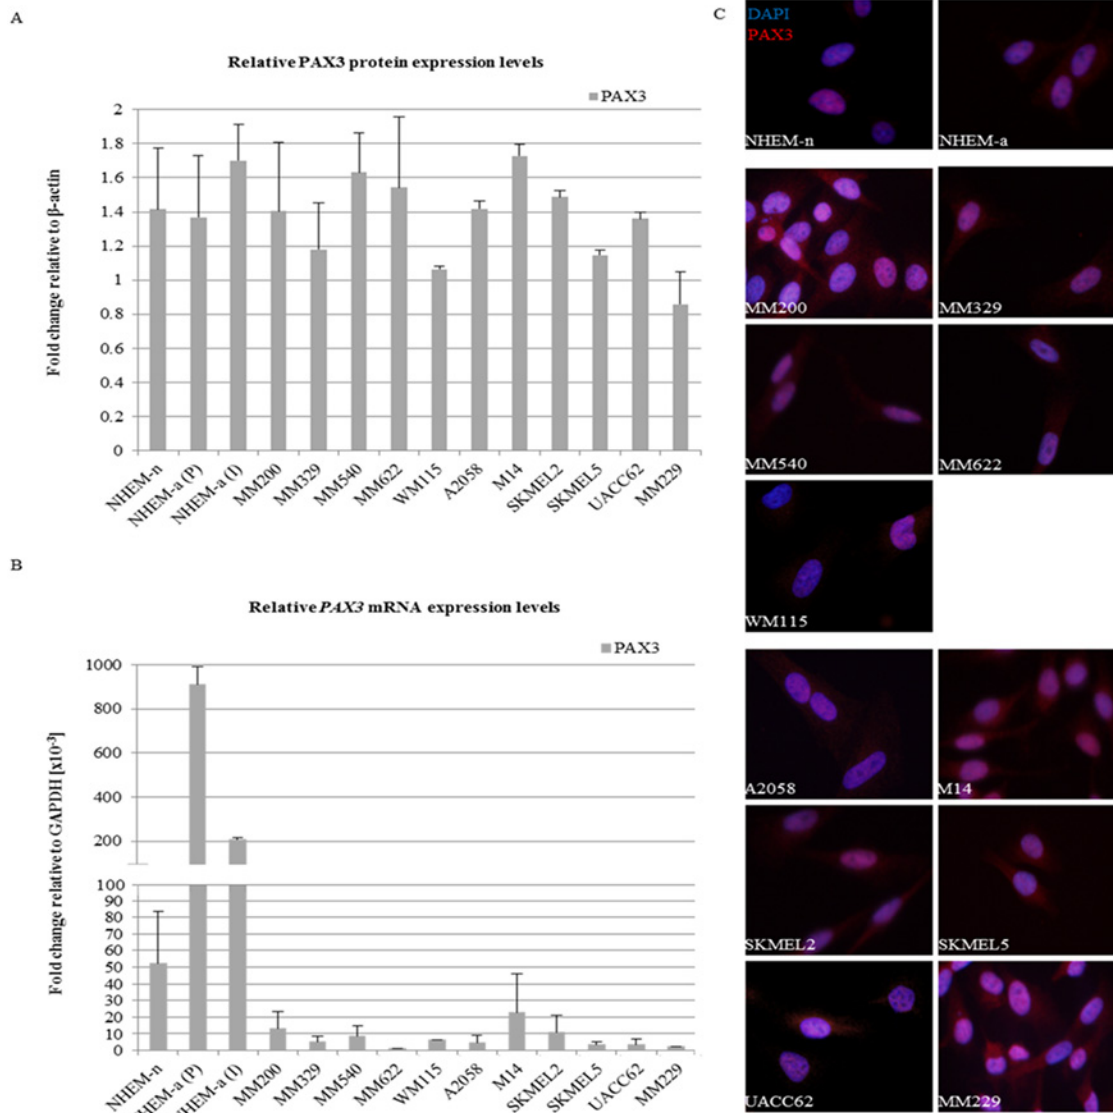 A
Relative PAX3 protein expression levels
PAX3
Fold change relative to β-actin
2
1.8
1.6
1.4
1.2
1
0.8
0.6
0.4
0.2
0
NHEM-n
NHEM-a (P)
NHEM-a (I)
MM200
MM329
MM540
MM622
WM115
A2058
M14
SKMEL2
SKMEL5
UACC62
MM229
B
Relative PAX3 mRNA expression levels
PAX3
Fold change relative to GAPDH [x10⁻³]
1000
800
600
400
200
100
90
80
70
60
50
40
30
20
10
0
NHEM-n
HEM-a (P)
HEM-a (I)
MM200
MM329
MM540
MM622
WM115
A2058
M14
SKMEL2
SKMEL5
UACC62
MM229
C
DAPI
PAX3
NHEM-n
NHEM-a
MM200
MM329
MM540
MM622
WM115
A2058
M14
SKMEL2
SKMEL5
UACC62
MM229